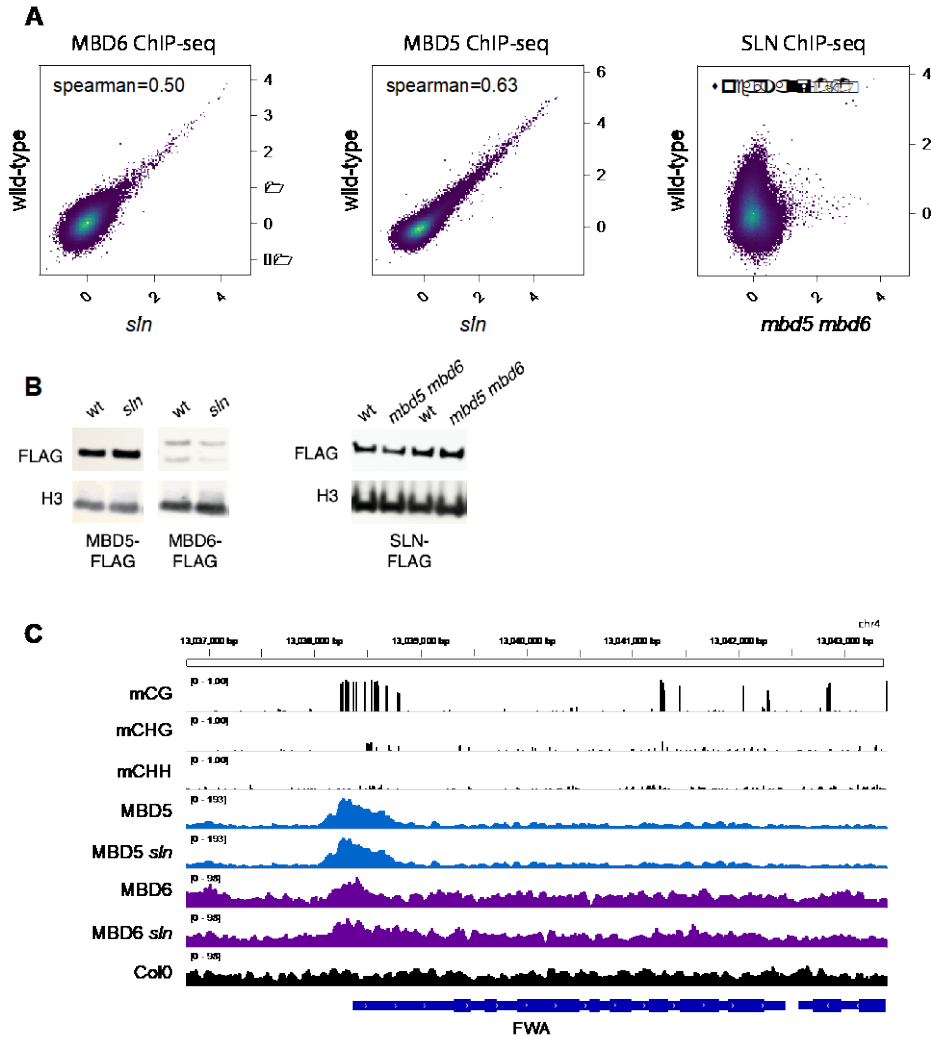 A
MBD6 ChIP-seq
MBD5 ChIP-seq
SLN ChIP-seq
spearman=0.50
spearman=0.63
wild-type
wild-type
wild-type
4
3
2
0
6
4
2
0
4
2
0
0 2 4
0 2 4
0 2 4
sln
sln
mbd5 mbd6
B
wt sln wt sln
wt mbd5 mbd6 wt mbd5 mbd6
FLAG
FLAG
H3
H3
MBD5-
FLAG
MBD6-
FLAG
SLN-
FLAG
C
chr4
13,037,000 bp 13,038,000 bp 13,039,000 bp 13,040,000 bp 13,041,000 bp 13,042,000 bp 13,043,000 bp
mCG [0 - 1.00]
mCHG [0 - 1.00]
mCHH [0 - 1.00]
MBD5 [0 - 193]
MBD5 sln [0 - 193]
MBD6 [0 - 98]
MBD6 sln [0 - 98]
Col0 [0 - 98]
FWA